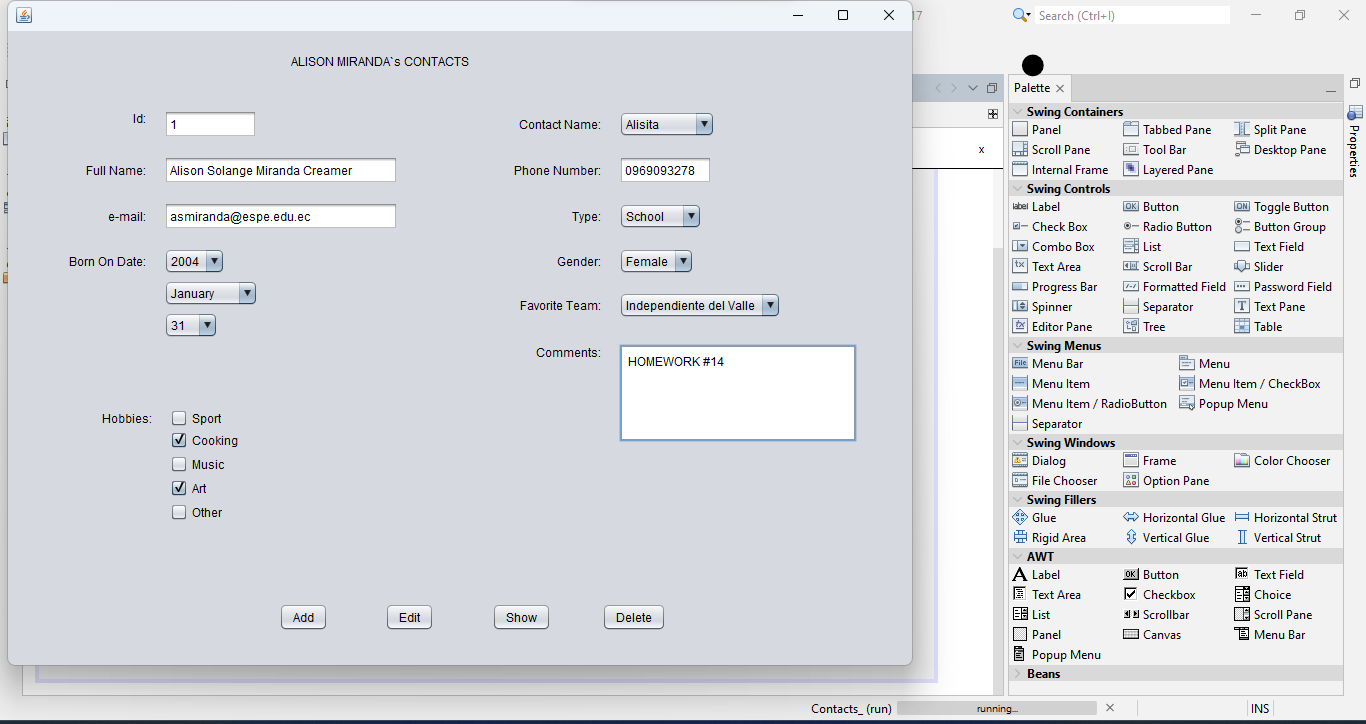 17
Search (Ctrl+I)
ALISON MIRANDA`s CONTACTS
Id: 1
Contact Name: Alisita
Full Name: Alison Solange Miranda Creamer
Phone Number: 0969093278
e-mail: asmiranda@espe.edu.ec
Type: School
Born On Date: 2004
Gender: Female
January
Favorite Team: Independiente del Valle
31
Comments: HOMEWORK #14
Hobbies: Sport
Cooking
Music
Art
Other
Add Edit Show Delete
x
Palette
Swing Containers
Panel Tabbed Pane Split Pane
Scroll Pane Tool Bar Desktop Pane
Internal Frame Layered Pane
Swing Controls
label Label OK Button ON Toggle Button
Check Box Radio Button Button Group
Combo Box List Text Field
Text Area Scroll Bar Slider
Progress Bar Formatted Field Password Field
Spinner Separator Text Pane
Editor Pane Tree Table
Swing Menus
File Menu Bar Menu
Menu Item Menu Item / CheckBox
Menu Item / RadioButton Popup Menu
Separator
Swing Windows
Dialog Frame Color Chooser
File Chooser Option Pane
Swing Fillers
Glue Horizontal Glue Horizontal Strut
Rigid Area Vertical Glue Vertical Strut
AWT
A Label OK Button ab Text Field
Text Area Checkbox Choice
List Scrollbar Scroll Pane
Panel Canvas Menu Bar
Popup Menu
Beans
Properties
Contacts_ (run) running... INS